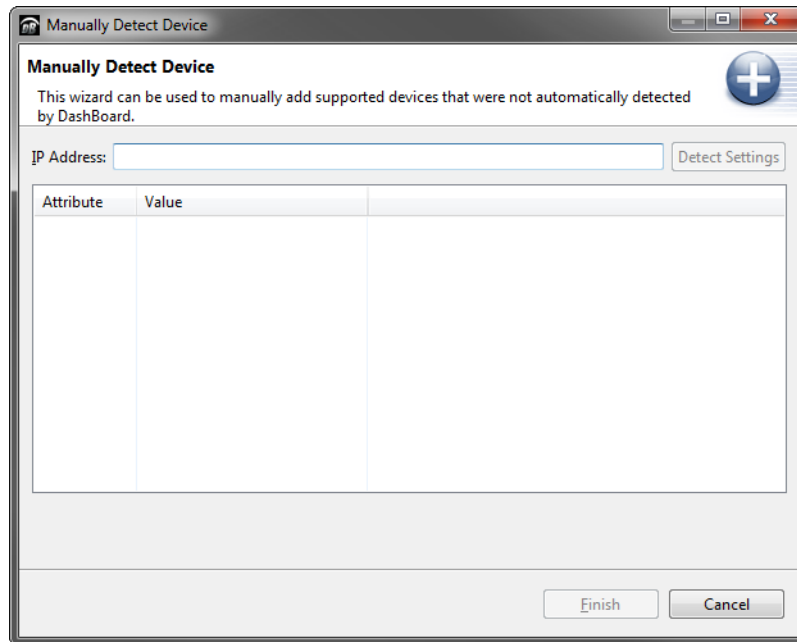 Manually Detect Device
Manually Detect Device
This wizard can be used to manually add supported devices that were not automatically detected
by DashBoard.
IP Address: Detect Settings
Attribute Value
Finish Cancel